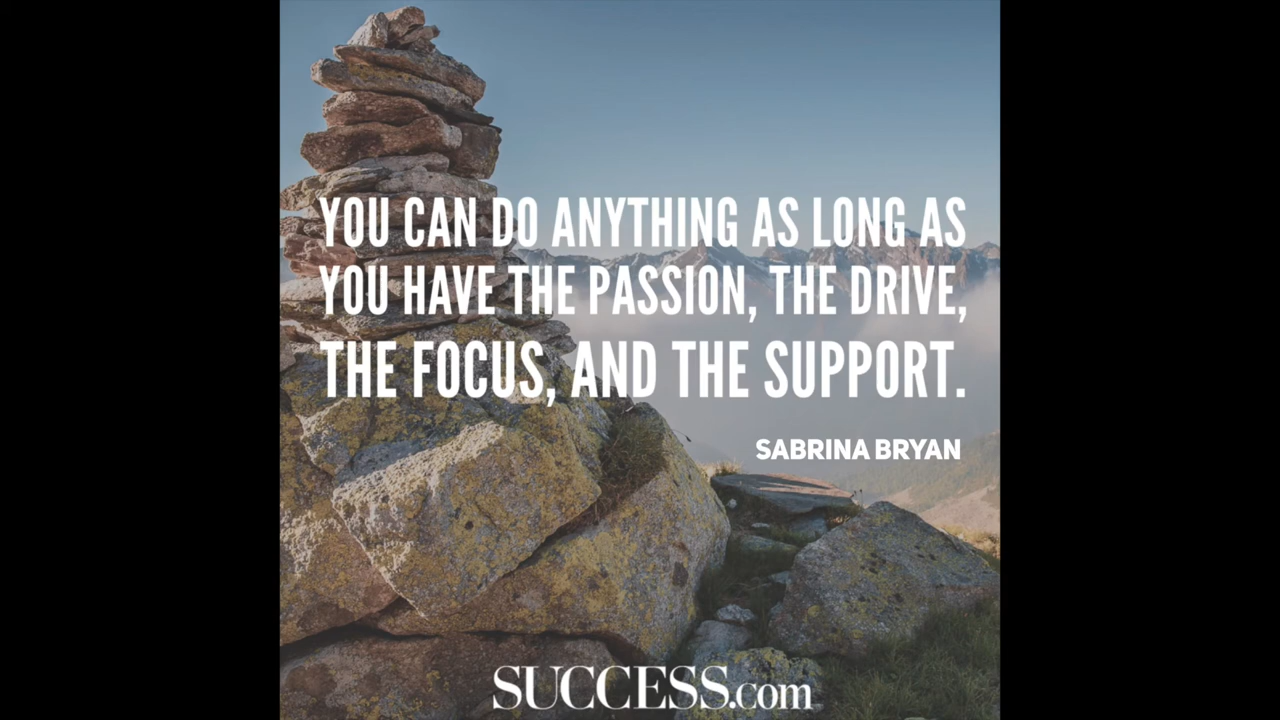 YOU CAN DO ANYTHING AS LONG AS
YOU HAVE THE PASSION, THE DRIVE,
THE FOCUS, AND THE SUPPORT.
SABRINA BRYAN
SUCCESS.com